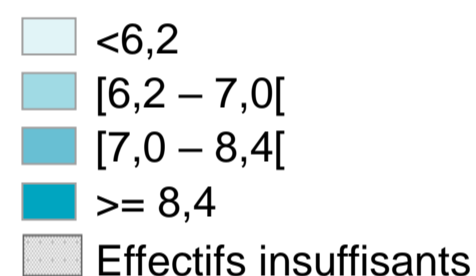 <6,2
[6,2 – 7,0[
[7,0 – 8,4[
>= 8,4
Effectifs insuffisants